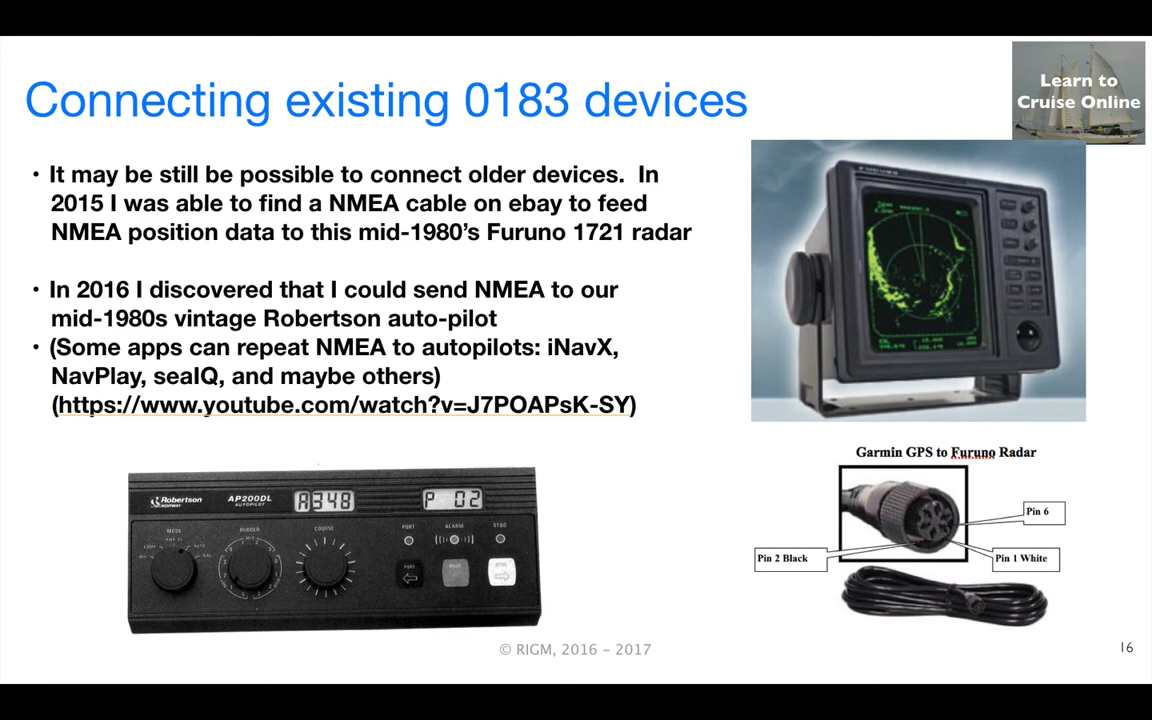 Connecting existing 0183 devices
Learn to
Cruise Online
• It may be still be possible to connect older devices.  In
2015 I was able to find a NMEA cable on ebay to feed
NMEA position data to this mid-1980's Furuno 1721 radar
• In 2016 I discovered that I could send NMEA to our
mid-1980s vintage Robertson auto-pilot
• (Some apps can repeat NMEA to autopilots: iNavX,
NavPlay, seaIQ, and maybe others)
(https://www.youtube.com/watch?v=J7POAPsK-SY)
FURUNO
Garmin GPS to Furuno Radar
Pin 6
Pin 2 Black
Pin 1 White
Robertson
NORWAY
AP200DL
AUTOPILOT
A348
P 02
RUDDER
COURSE
PORT
ALARM
STBD
PORT
© RIGM, 2016 – 2017
16